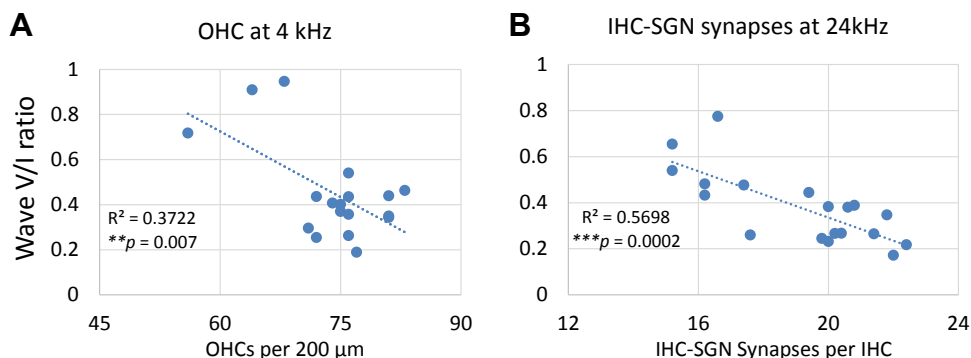 A
OHC at 4 kHz
Wave V/I ratio
1
0.8
0.6
0.4
0.2
0
R² = 0.3722
**p = 0.007
45 60 75 90
OHCs per 200 µm
B
IHC-SGN synapses at 24kHz
1
0.8
0.6
0.4
0.2
0
R² = 0.5698
***p = 0.0002
12 16 20 24
IHC-SGN Synapses per IHC